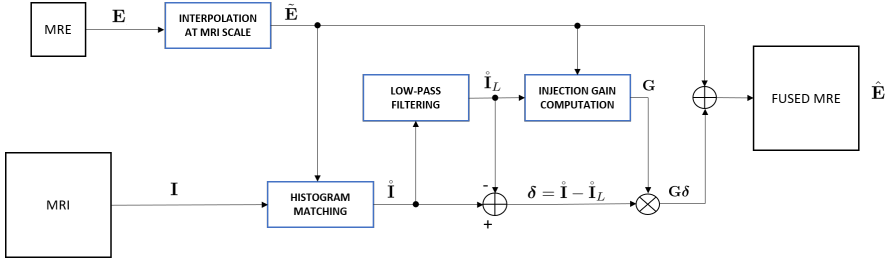 MRE
E
INTERPOLATION
AT MRI SCALE
Ẽ
LOW-PASS
FILTERING
I̊_L
INJECTION GAIN
COMPUTATION
G
FUSED MRE
Ê
MRI
I
HISTOGRAM
MATCHING
I̊
-
+
δ = I̊ − I̊_L
Gδ